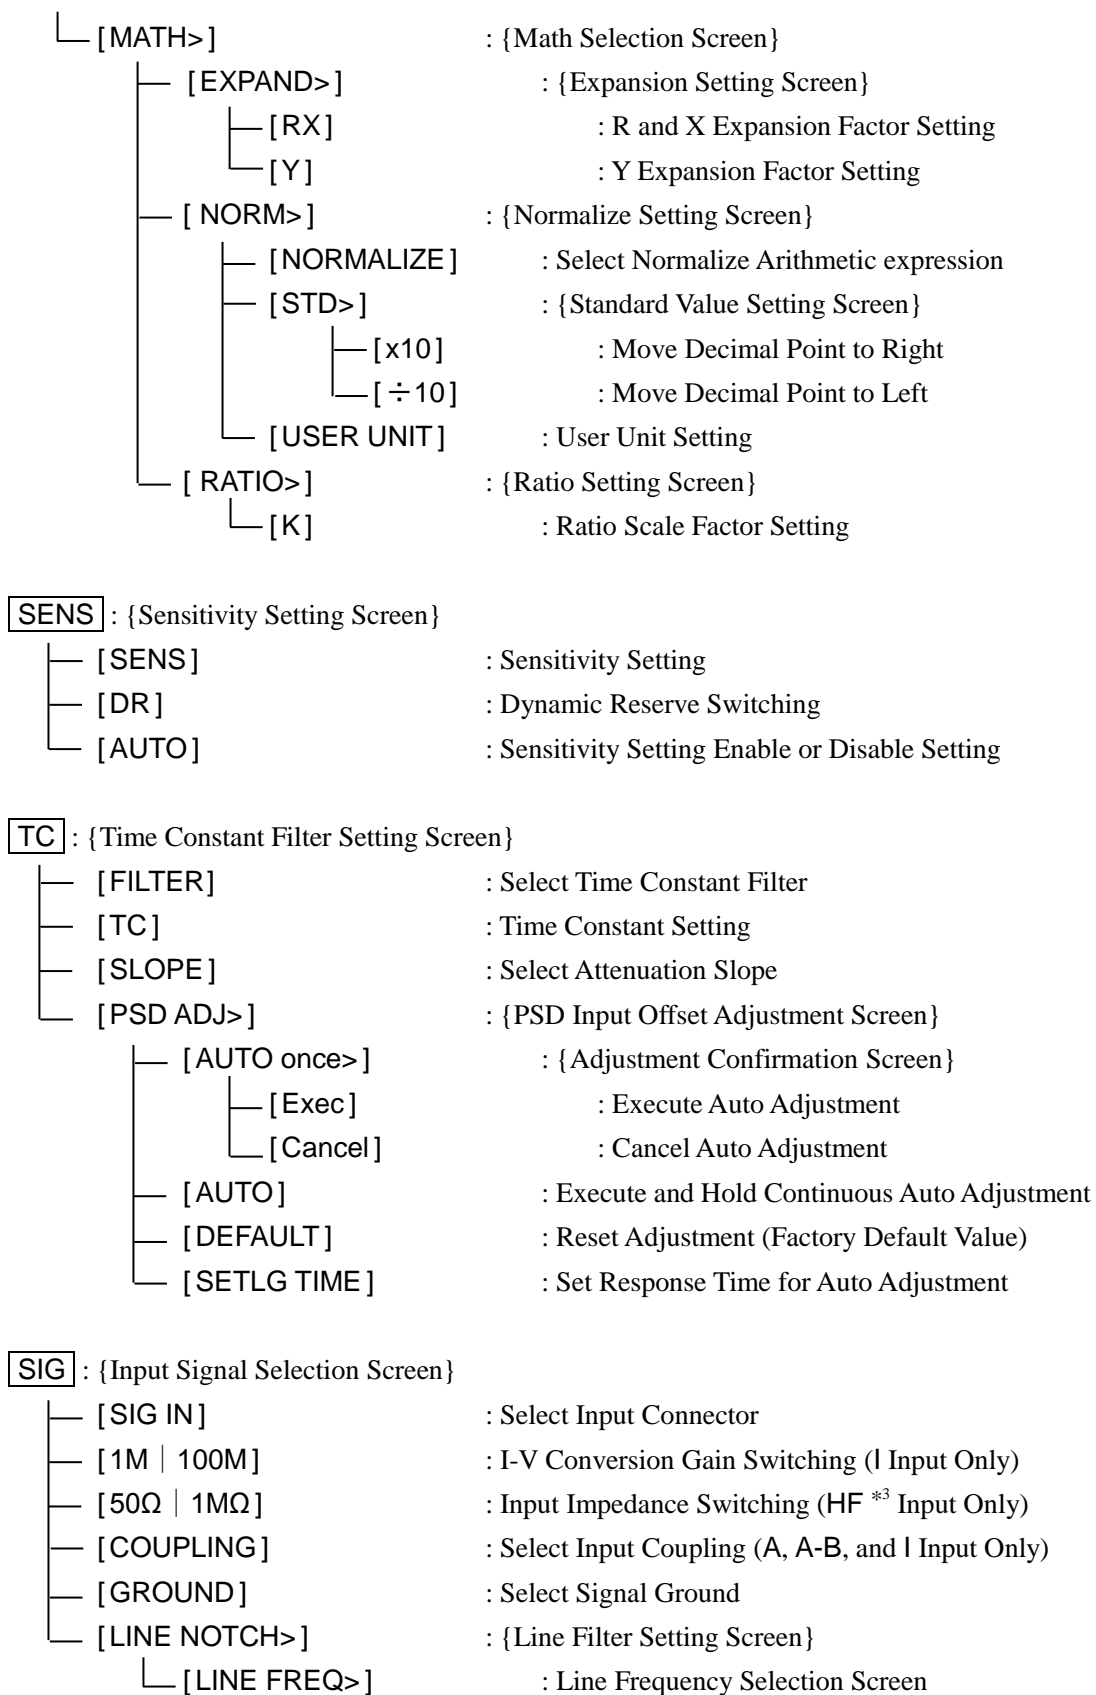 [MATH>] : {Math Selection Screen}
[EXPAND>] : {Expansion Setting Screen}
[RX] : R and X Expansion Factor Setting
[Y] : Y Expansion Factor Setting
[ NORM>] : {Normalize Setting Screen}
[NORMALIZE] : Select Normalize Arithmetic expression
[STD>] : {Standard Value Setting Screen}
[x10] : Move Decimal Point to Right
[÷10] : Move Decimal Point to Left
[USER UNIT] : User Unit Setting
[ RATIO>] : {Ratio Setting Screen}
[K] : Ratio Scale Factor Setting
SENS : {Sensitivity Setting Screen}
[SENS] : Sensitivity Setting
[DR] : Dynamic Reserve Switching
[AUTO] : Sensitivity Setting Enable or Disable Setting
TC : {Time Constant Filter Setting Screen}
[FILTER] : Select Time Constant Filter
[TC] : Time Constant Setting
[SLOPE] : Select Attenuation Slope
[PSD ADJ>] : {PSD Input Offset Adjustment Screen}
[AUTO once>] : {Adjustment Confirmation Screen}
[Exec] : Execute Auto Adjustment
[Cancel] : Cancel Auto Adjustment
[AUTO] : Execute and Hold Continuous Auto Adjustment
[DEFAULT] : Reset Adjustment (Factory Default Value)
[SETLG TIME] : Set Response Time for Auto Adjustment
SIG : {Input Signal Selection Screen}
[SIG IN] : Select Input Connector
[1M｜100M] : I-V Conversion Gain Switching (I Input Only)
[50Ω｜1MΩ] : Input Impedance Switching (HF *3 Input Only)
[COUPLING] : Select Input Coupling (A, A-B, and I Input Only)
[GROUND] : Select Signal Ground
[LINE NOTCH>] : {Line Filter Setting Screen}
[LINE FREQ>] : Line Frequency Selection Screen